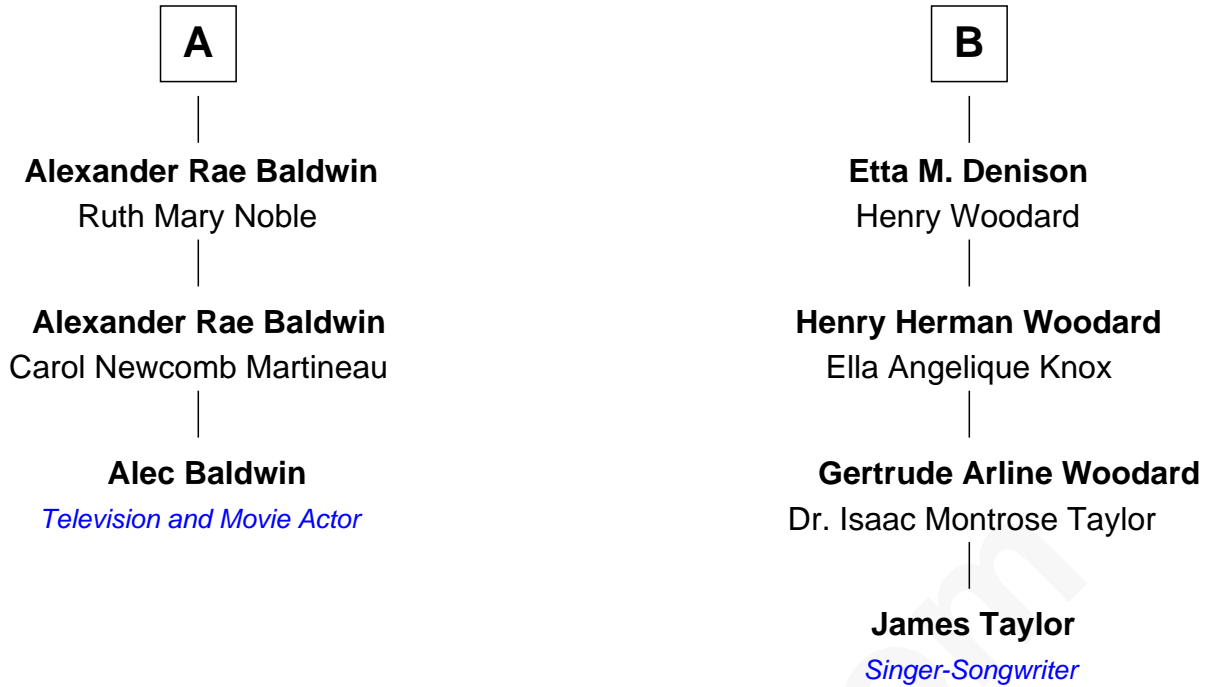 A
Alexander Rae Baldwin
Ruth Mary Noble
Alexander Rae Baldwin
Carol Newcomb Martineau
Alec Baldwin
Television and Movie Actor
B
Etta M. Denison
Henry Woodard
Henry Herman Woodard
Ella Angelique Knox
Gertrude Arline Woodard
Dr. Isaac Montrose Taylor
James Taylor
Singer-Songwriter